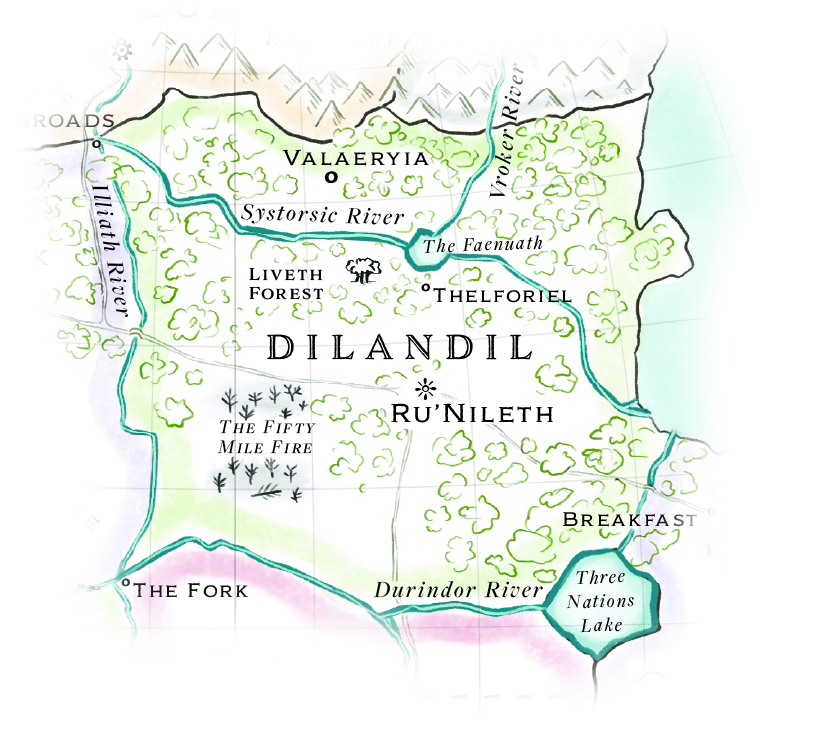 ROADS
VALAERYIA
Vroker River
Illiath River
Systorsic River
The Faenuath
LIVETH
FOREST
THELFORIEL
DILANDIL
RU'NILETH
THE FIFTY
MILE FIRE
BREAKFAST
THE FORK
Durindor River
Three
Nations
Lake